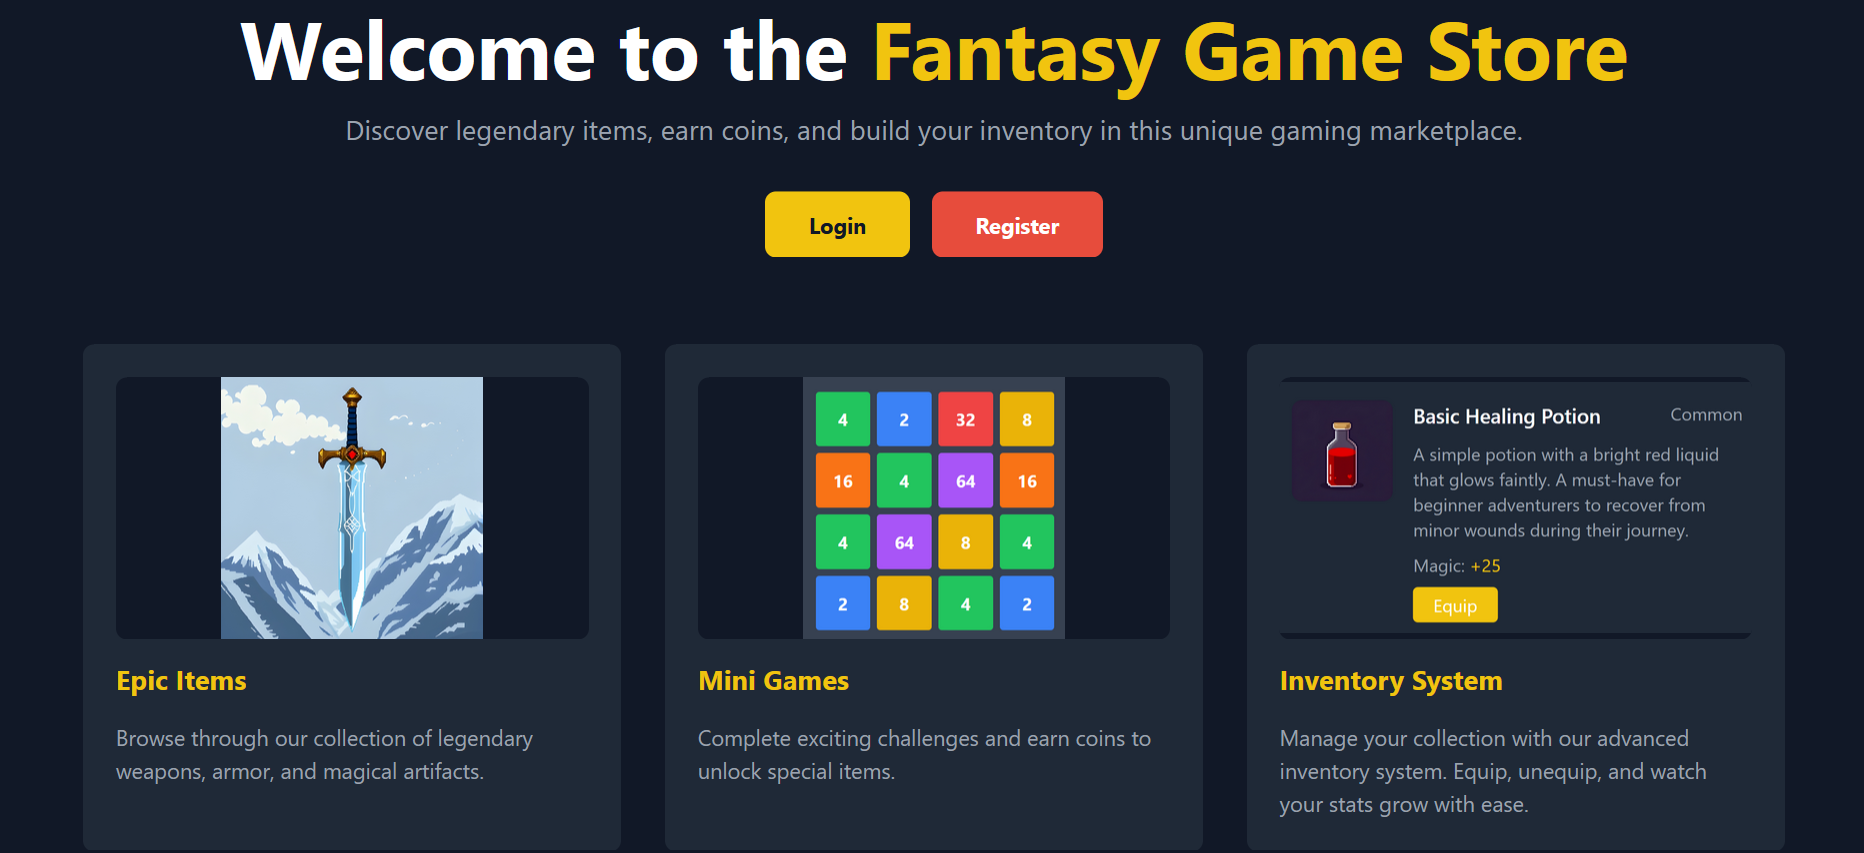 Welcome to the Fantasy Game Store
Discover legendary items, earn coins, and build your inventory in this unique gaming marketplace.
Login
Register
4 2 32 8
16 4 64 16
4 64 8 4
2 8 4 2
Epic Items
Browse through our collection of legendary
weapons, armor, and magical artifacts.
Mini Games
Complete exciting challenges and earn coins to
unlock special items.
Basic Healing Potion
Common
A simple potion with a bright red liquid
that glows faintly. A must-have for
beginner adventurers to recover from
minor wounds during their journey.
Magic: +25
Equip
Inventory System
Manage your collection with our advanced
inventory system. Equip, unequip, and watch
your stats grow with ease.